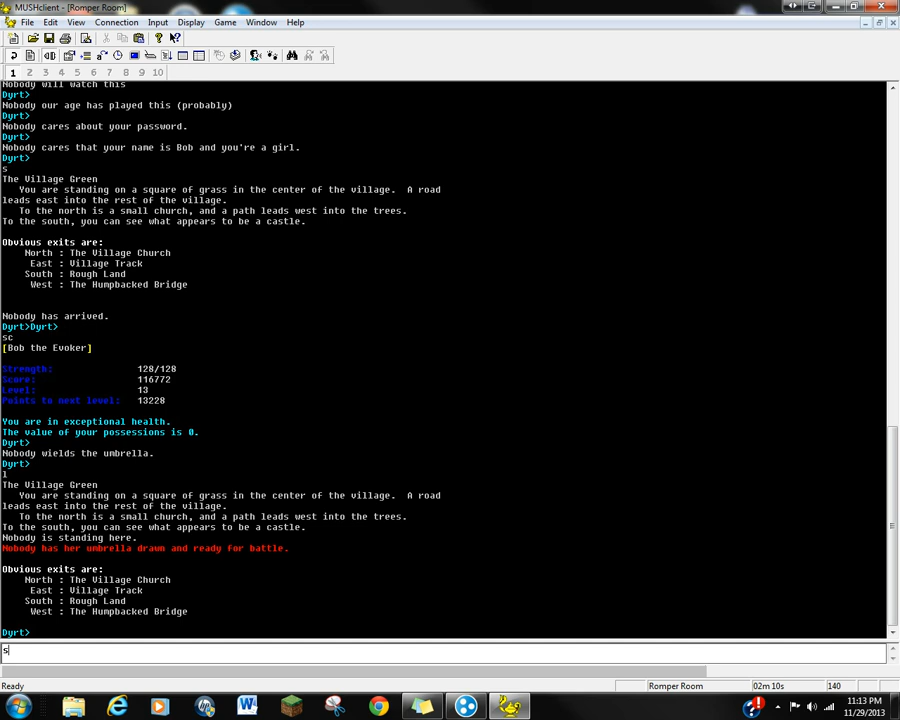 MUSHclient - [Romper Room]
File Edit View Connection Input Display Game Window Help
1 2 3 4 5 6 7 8 9 10
Nobody will watch this
Dyrt>
Nobody our age has played this (probably)
Dyrt>
Nobody cares about your password.
Dyrt>
Nobody cares that your name is Bob and you're a girl.
Dyrt>
s
The Village Green
You are standing on a square of grass in the center of the village. A road
leads east into the rest of the village.
To the north is a small church, and a path leads west into the trees.
To the south, you can see what appears to be a castle.
Obvious exits are:
North : The Village Church
East : Village Track
South : Rough Land
West : The Humpbacked Bridge
Nobody has arrived.
Dyrt>Dyrt>
sc
[Bob the Evoker]
Strength: 128/128
Score: 116772
Level: 13
Points to next level: 13228
You are in exceptional health.
The value of your possessions is 0.
Dyrt>
Nobody wields the umbrella.
Dyrt>
l
The Village Green
You are standing on a square of grass in the center of the village. A road
leads east into the rest of the village.
To the north is a small church, and a path leads west into the trees.
To the south, you can see what appears to be a castle.
Nobody is standing here.
Nobody has her umbrella drawn and ready for battle.
Obvious exits are:
North : The Village Church
East : Village Track
South : Rough Land
West : The Humpbacked Bridge
Dyrt>
s
Ready Romper Room 02m 10s 140
11:13 PM
11/29/2013